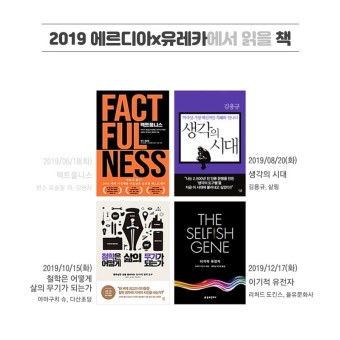 2019 에르디아x유레카에서 읽을 책
FACT
FUL
NESS
팩트풀니스
김용규
생각의
시대
2019/06/18(화)
팩트풀니스
한스 로슬링 외, 김영사
2019/08/20(화)
생각의 시대
김용규, 살림
철학은
어떻게
삶의
무기가
되는가
THE
SELFISH
GENE
이기적 유전자
2019/10/15(화)
철학은 어떻게
삶의 무기가 되는가
야마구치 슈, 다산초당
2019/12/17(화)
이기적 유전자
리처드 도킨스, 을유문화사